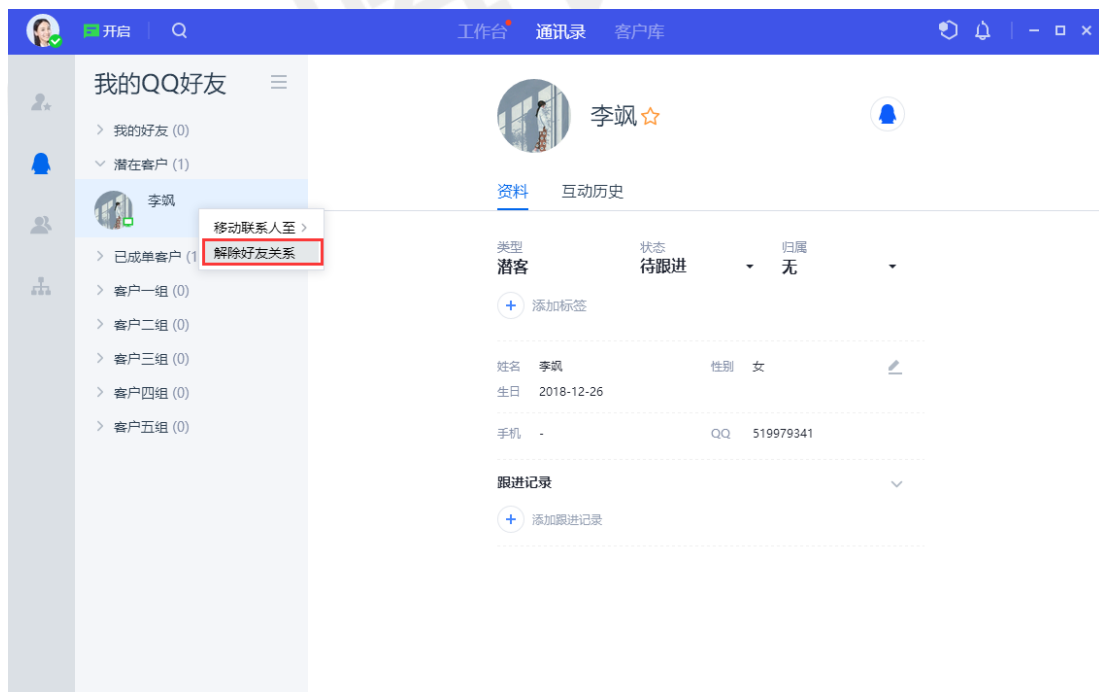 开启 工作台 通讯录 客户库
我的QQ好友
我的好友 (0)
潜在客户 (1)
李飒
移动联系人至
解除好友关系
已成单客户 (1
客户一组 (0)
客户二组 (0)
客户三组 (0)
客户四组 (0)
客户五组 (0)
李飒
资料 互动历史
类型 状态 归属
潜客 待跟进 无
添加标签
姓名 李飒 性别 女
生日 2018-12-26
手机 - QQ 519979341
跟进记录
添加跟进记录